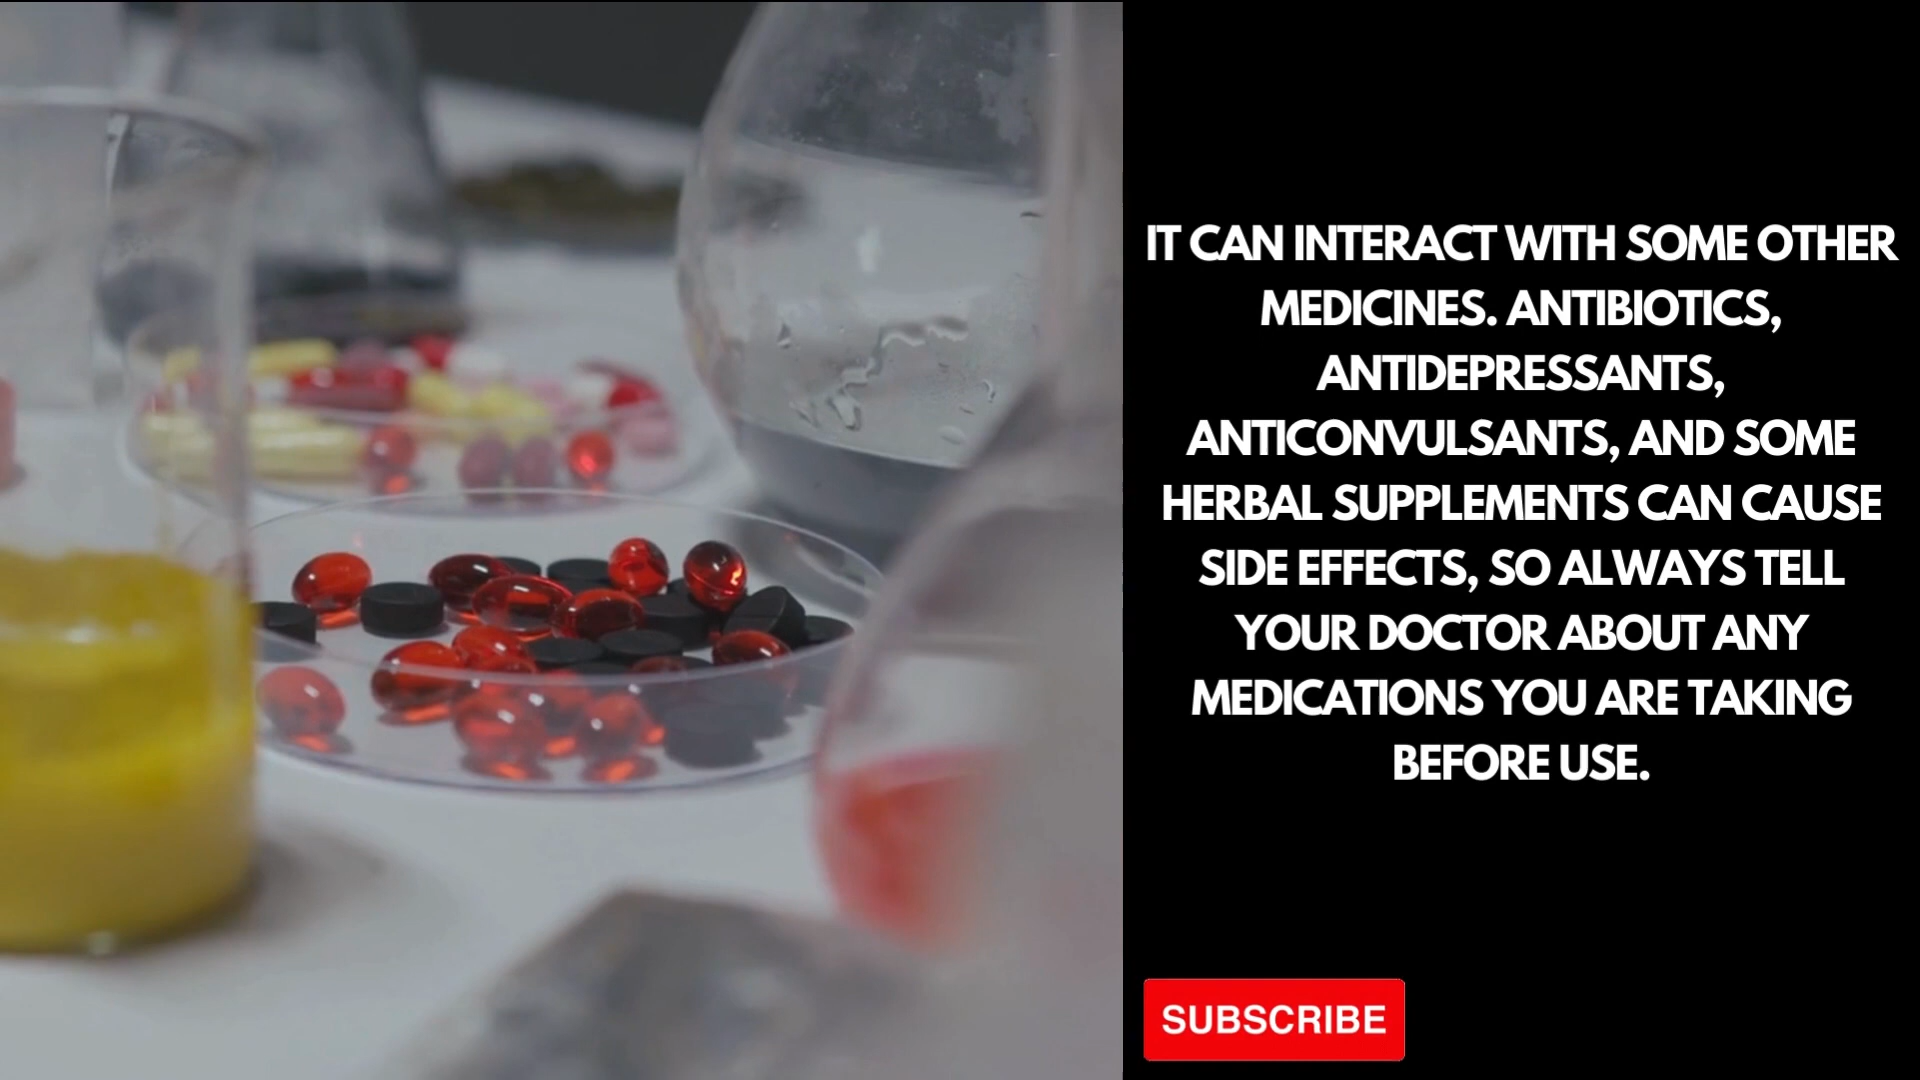 IT CAN INTERACT WITH SOME OTHER
MEDICINES. ANTIBIOTICS,
ANTIDEPRESSANTS,
ANTICONVULSANTS, AND SOME
HERBAL SUPPLEMENTS CAN CAUSE
SIDE EFFECTS, SO ALWAYS TELL
YOUR DOCTOR ABOUT ANY
MEDICATIONS YOU ARE TAKING
BEFORE USE.
SUBSCRIBE